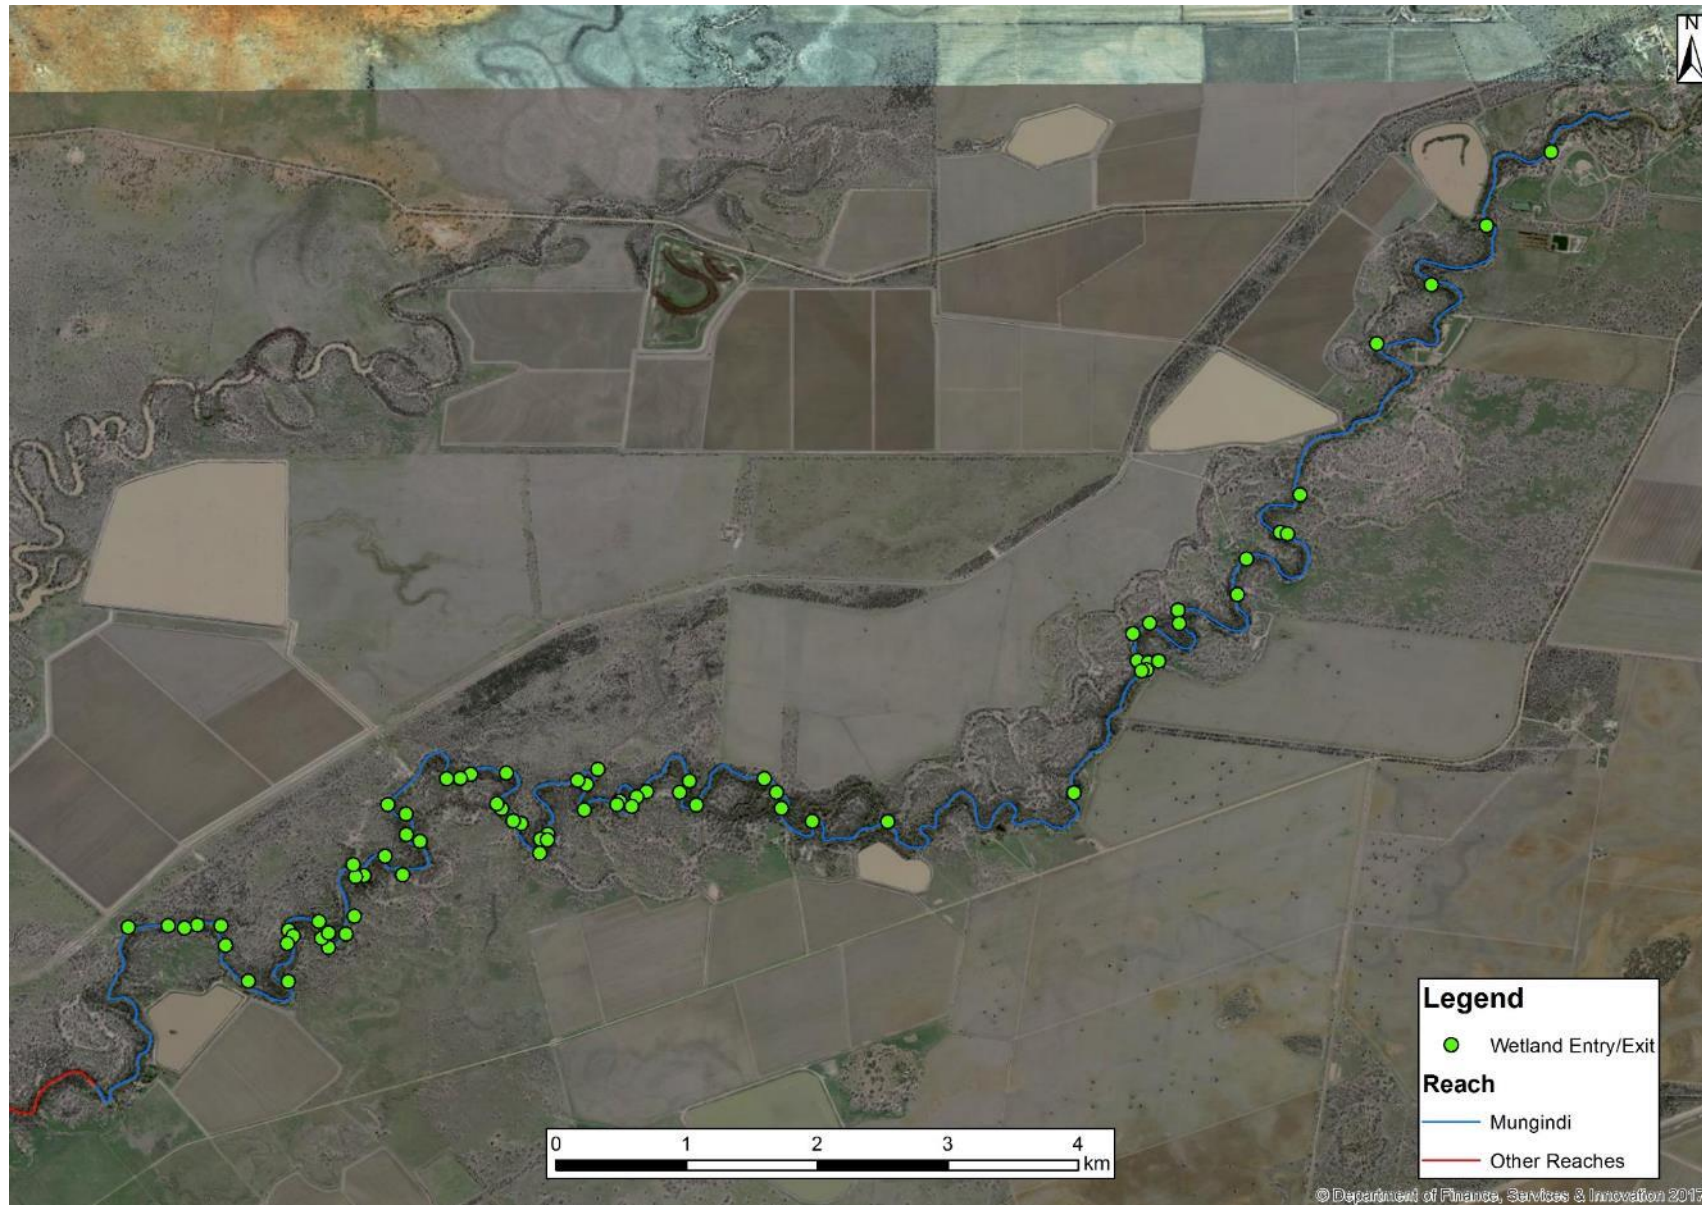 N
Legend
Wetland Entry/Exit
Reach
Mungindi
Other Reaches
0 1 2 3 4
km
© Department of Finance, Services & Innovation 2017